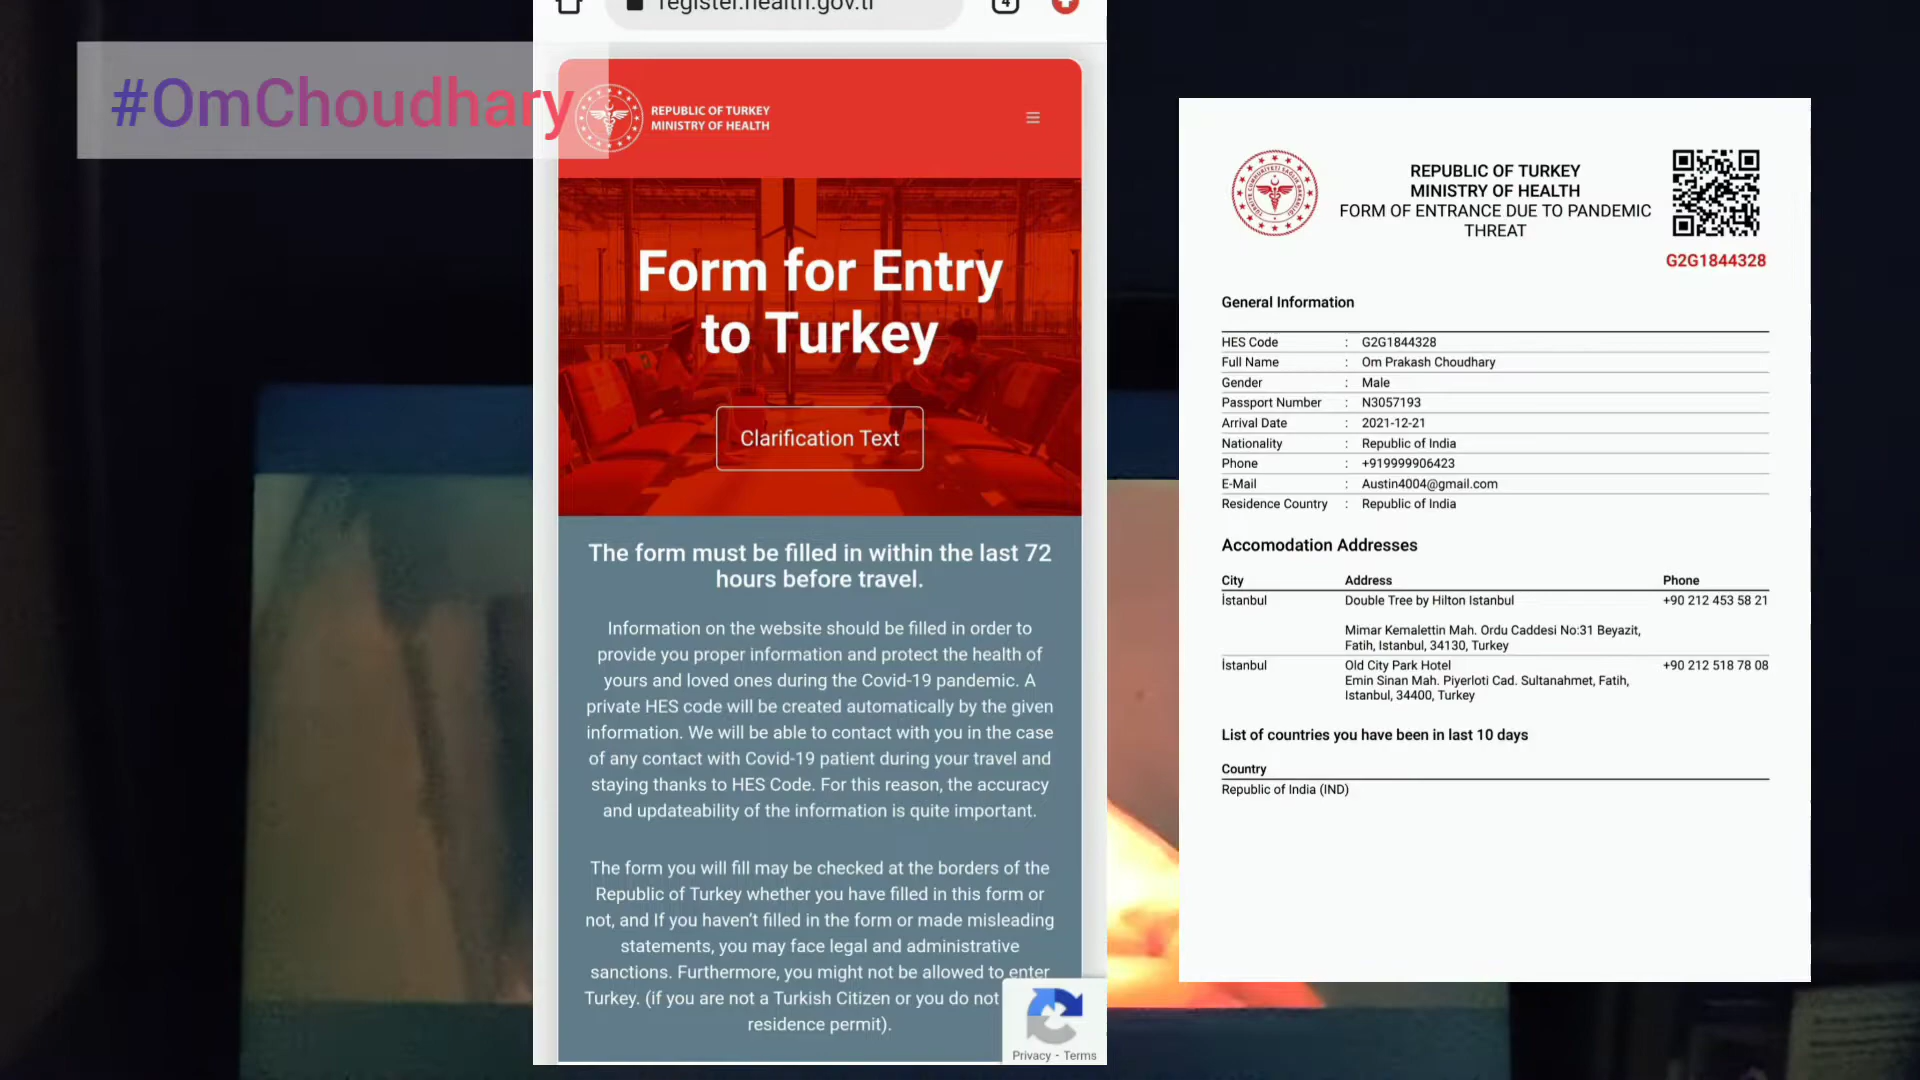 #OmChoudhary
register.health.gov.tr
4
REPUBLIC OF TURKEY
MINISTRY OF HEALTH
Form for Entry
to Turkey
Clarification Text
The form must be filled in within the last 72
hours before travel.
Information on the website should be filled in order to
provide you proper information and protect the health of
yours and loved ones during the Covid-19 pandemic. A
private HES code will be created automatically by the given
information. We will be able to contact with you in the case
of any contact with Covid-19 patient during your travel and
staying thanks to HES Code. For this reason, the accuracy
and updateability of the information is quite important.
The form you will fill may be checked at the borders of the
Republic of Turkey whether you have filled in this form or
not, and If you haven't filled in the form or made misleading
statements, you may face legal and administrative
sanctions. Furthermore, you might not be allowed to enter
Turkey. (if you are not a Turkish Citizen or you do not
residence permit).
Privacy - Terms
REPUBLIC OF TURKEY
MINISTRY OF HEALTH
FORM OF ENTRANCE DUE TO PANDEMIC
THREAT
G2G1844328
General Information
HES Code : G2G1844328
Full Name : Om Prakash Choudhary
Gender : Male
Passport Number : N3057193
Arrival Date : 2021-12-21
Nationality : Republic of India
Phone : +919999906423
E-Mail : Austin4004@gmail.com
Residence Country : Republic of India
Accomodation Addresses
City Address Phone
İstanbul Double Tree by Hilton Istanbul +90 212 453 58 21
Mimar Kemalettin Mah. Ordu Caddesi No:31 Beyazit,
Fatih, Istanbul, 34130, Turkey
İstanbul Old City Park Hotel +90 212 518 78 08
Emin Sinan Mah. Piyerloti Cad. Sultanahmet, Fatih,
Istanbul, 34400, Turkey
List of countries you have been in last 10 days
Country
Republic of India (IND)